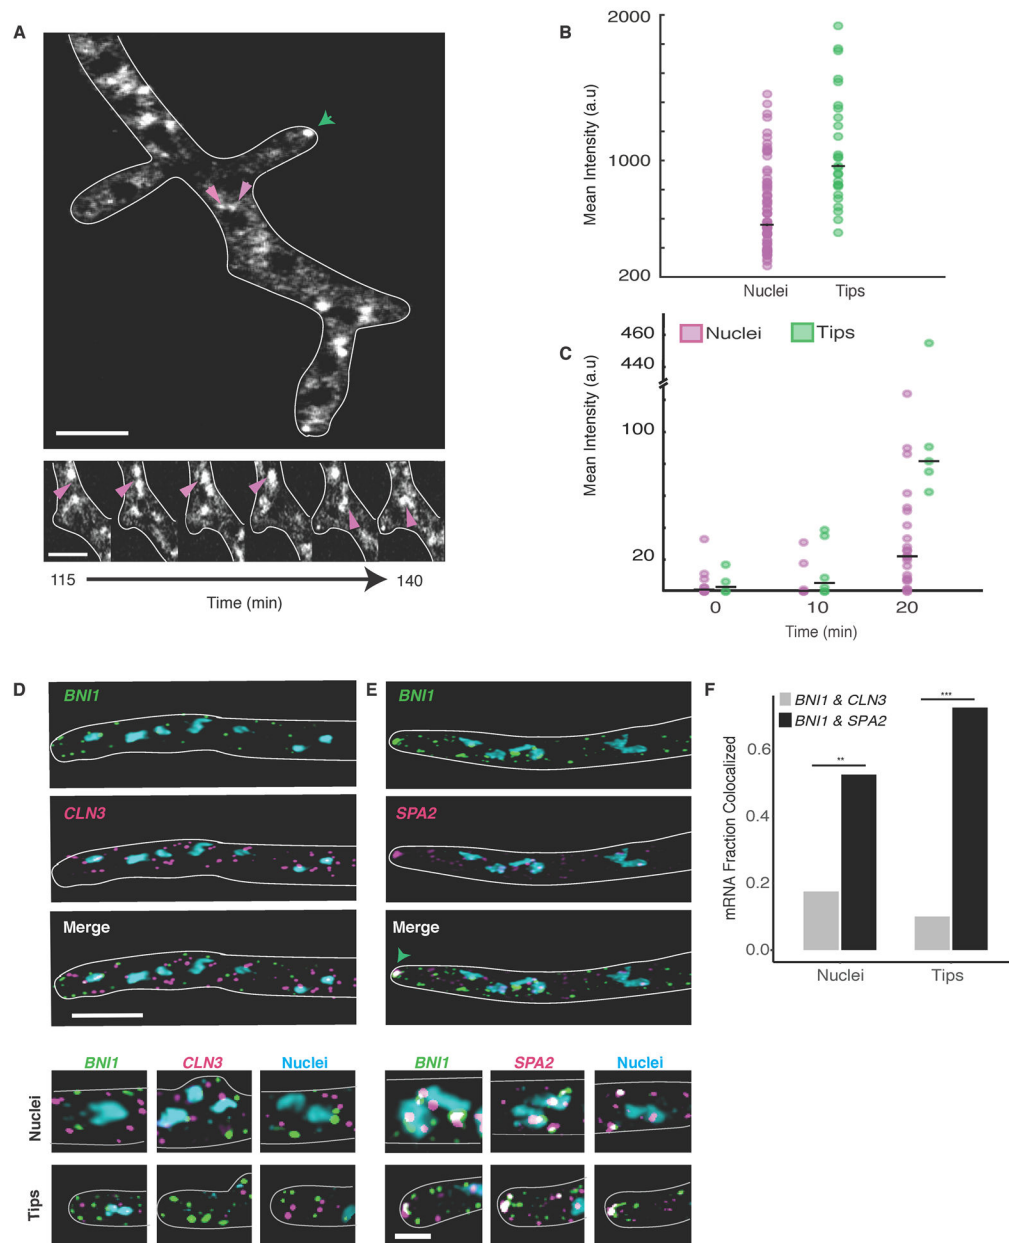 A
115
140
Time (min)
B
2000
1000
200
Mean Intensity (a.u)
Nuclei
Tips
C
Nuclei
Tips
460
440
100
20
Mean Intensity (a.u)
0
10
20
Time (min)
D
BNI1
CLN3
Merge
E
BNI1
SPA2
Merge
F
BNI1 & CLN3
BNI1 & SPA2
**
***
0.6
0.4
0.2
0.0
mRNA Fraction Colocalized
Nuclei
Tips
BNI1
CLN3
Nuclei
BNI1
SPA2
Nuclei
Nuclei
Tips